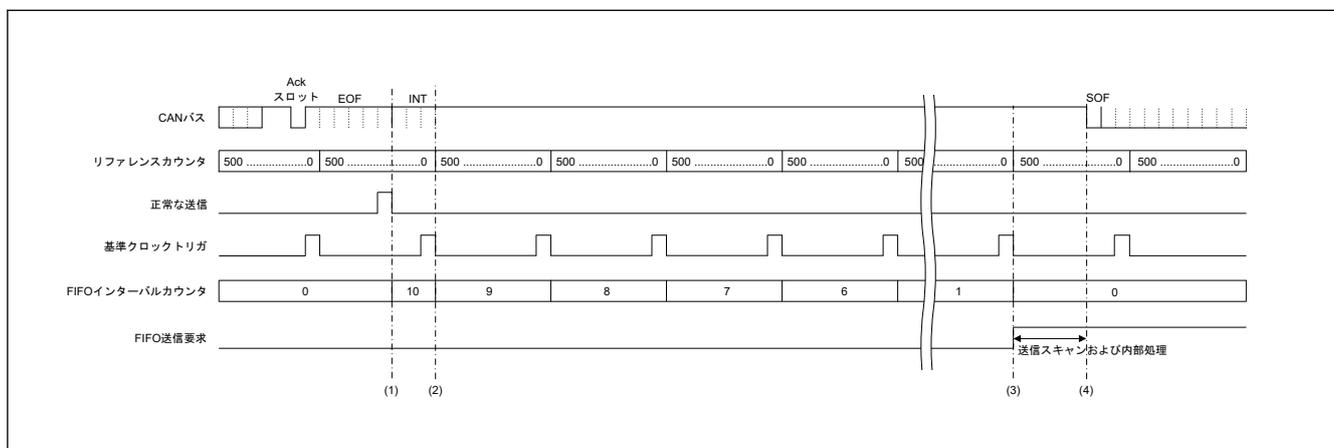 Ack
スロット
EOF
INT
SOF
CANバス
リファレンスカウンタ
500 ......................0
500 ......................0
500 ......................0
500 ......................0
500 ......................0
500 ......................0
500
0
500 ......................0
500 ......................0
正常な送信
基準クロックトリガ
FIFOインターバルカウンタ
0
10
9
8
7
6
1
0
FIFO送信要求
送信スキャンおよび内部処理
(1)
(2)
(3)
(4)